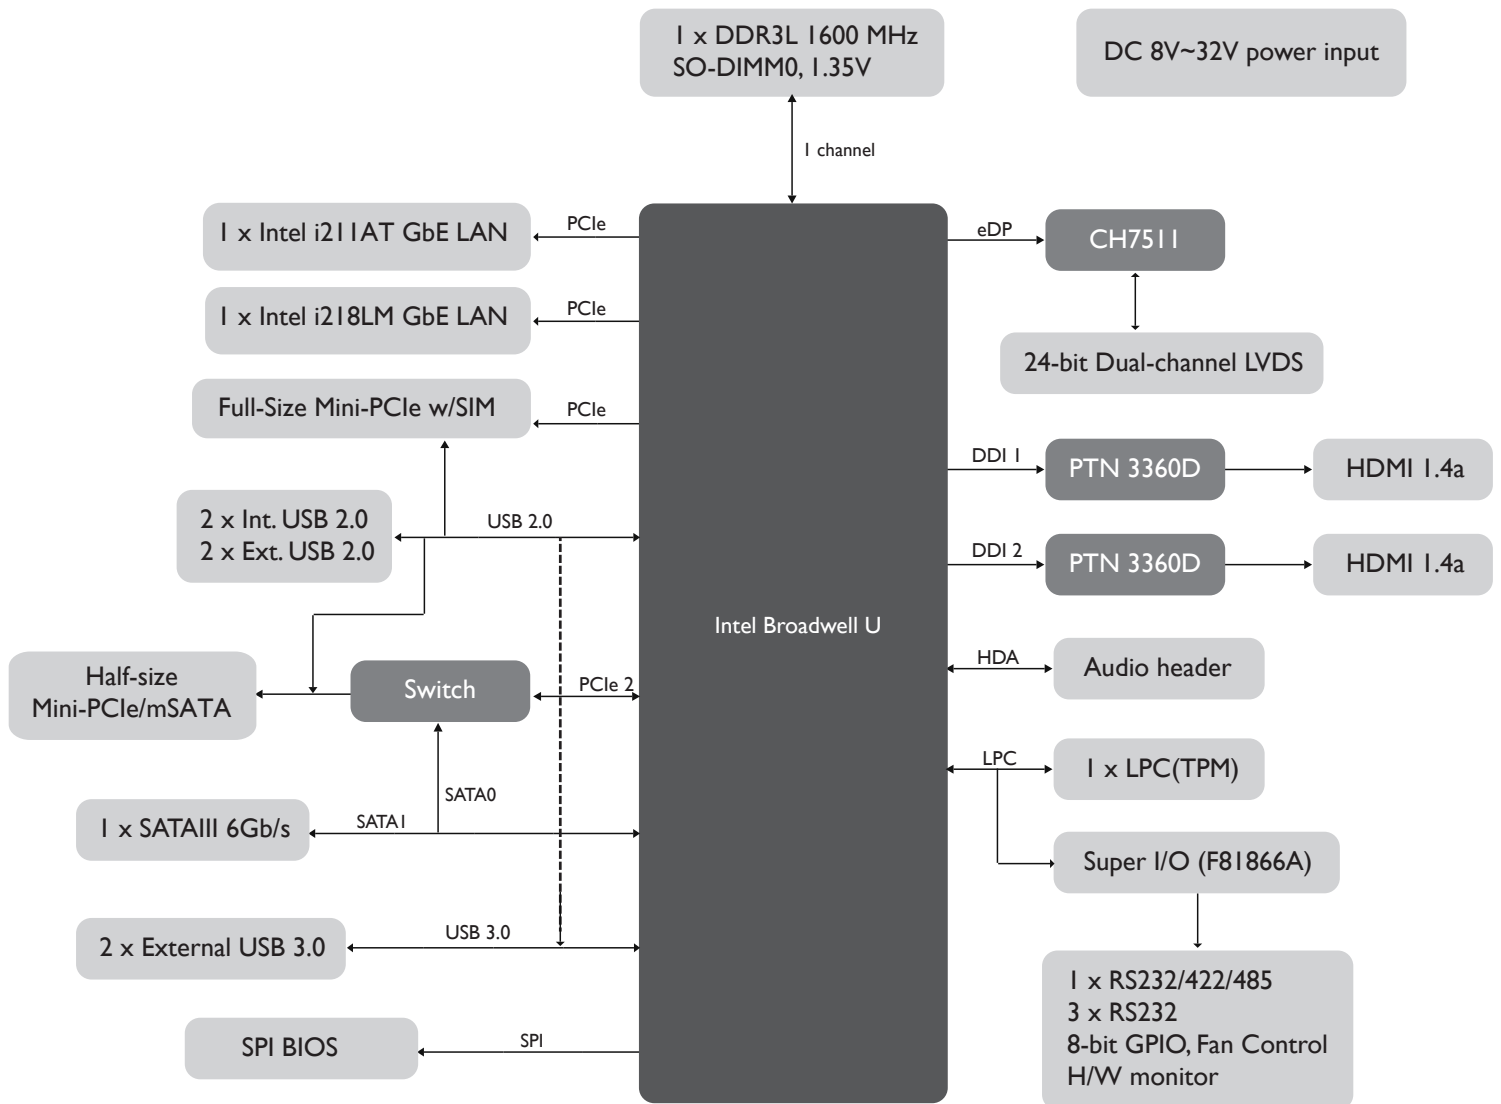 1 x DDR3L 1600 MHz
SO-DIMM0, 1.35V
DC 8V~32V power input
1 channel
1 x Intel i211AT GbE LAN
PCIe
eDP
CH7511
1 x Intel i218LM GbE LAN
PCIe
24-bit Dual-channel LVDS
Full-Size Mini-PCIe w/SIM
PCIe
DDI 1
PTN 3360D
HDMI 1.4a
2 x Int. USB 2.0
2 x Ext. USB 2.0
USB 2.0
DDI 2
PTN 3360D
HDMI 1.4a
Intel Broadwell U
HDA
Audio header
Half-size
Mini-PCIe/mSATA
Switch
PCIe 2
LPC
1 x LPC(TPM)
SATA0
1 x SATAIII 6Gb/s
SATA1
Super I/O (F81866A)
2 x External USB 3.0
USB 3.0
1 x RS232/422/485
3 x RS232
8-bit GPIO, Fan Control
H/W monitor
SPI BIOS
SPI